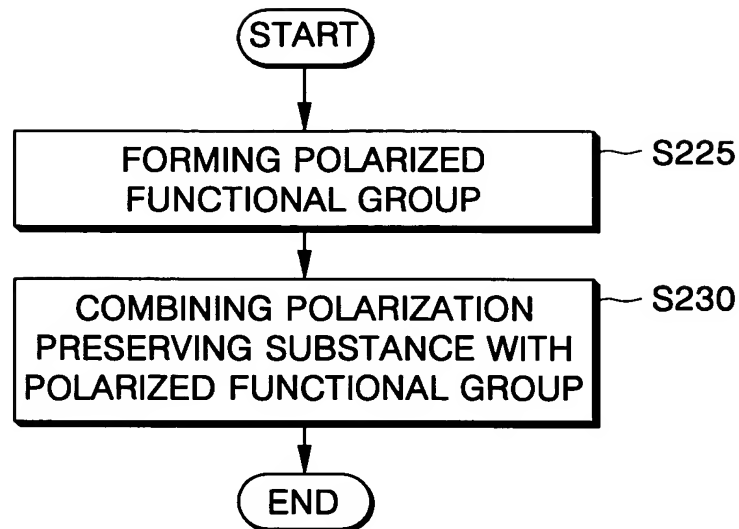 START
FORMING POLARIZED
FUNCTIONAL GROUP
S225
COMBINING POLARIZATION
PRESERVING SUBSTANCE WITH
POLARIZED FUNCTIONAL GROUP
S230
END